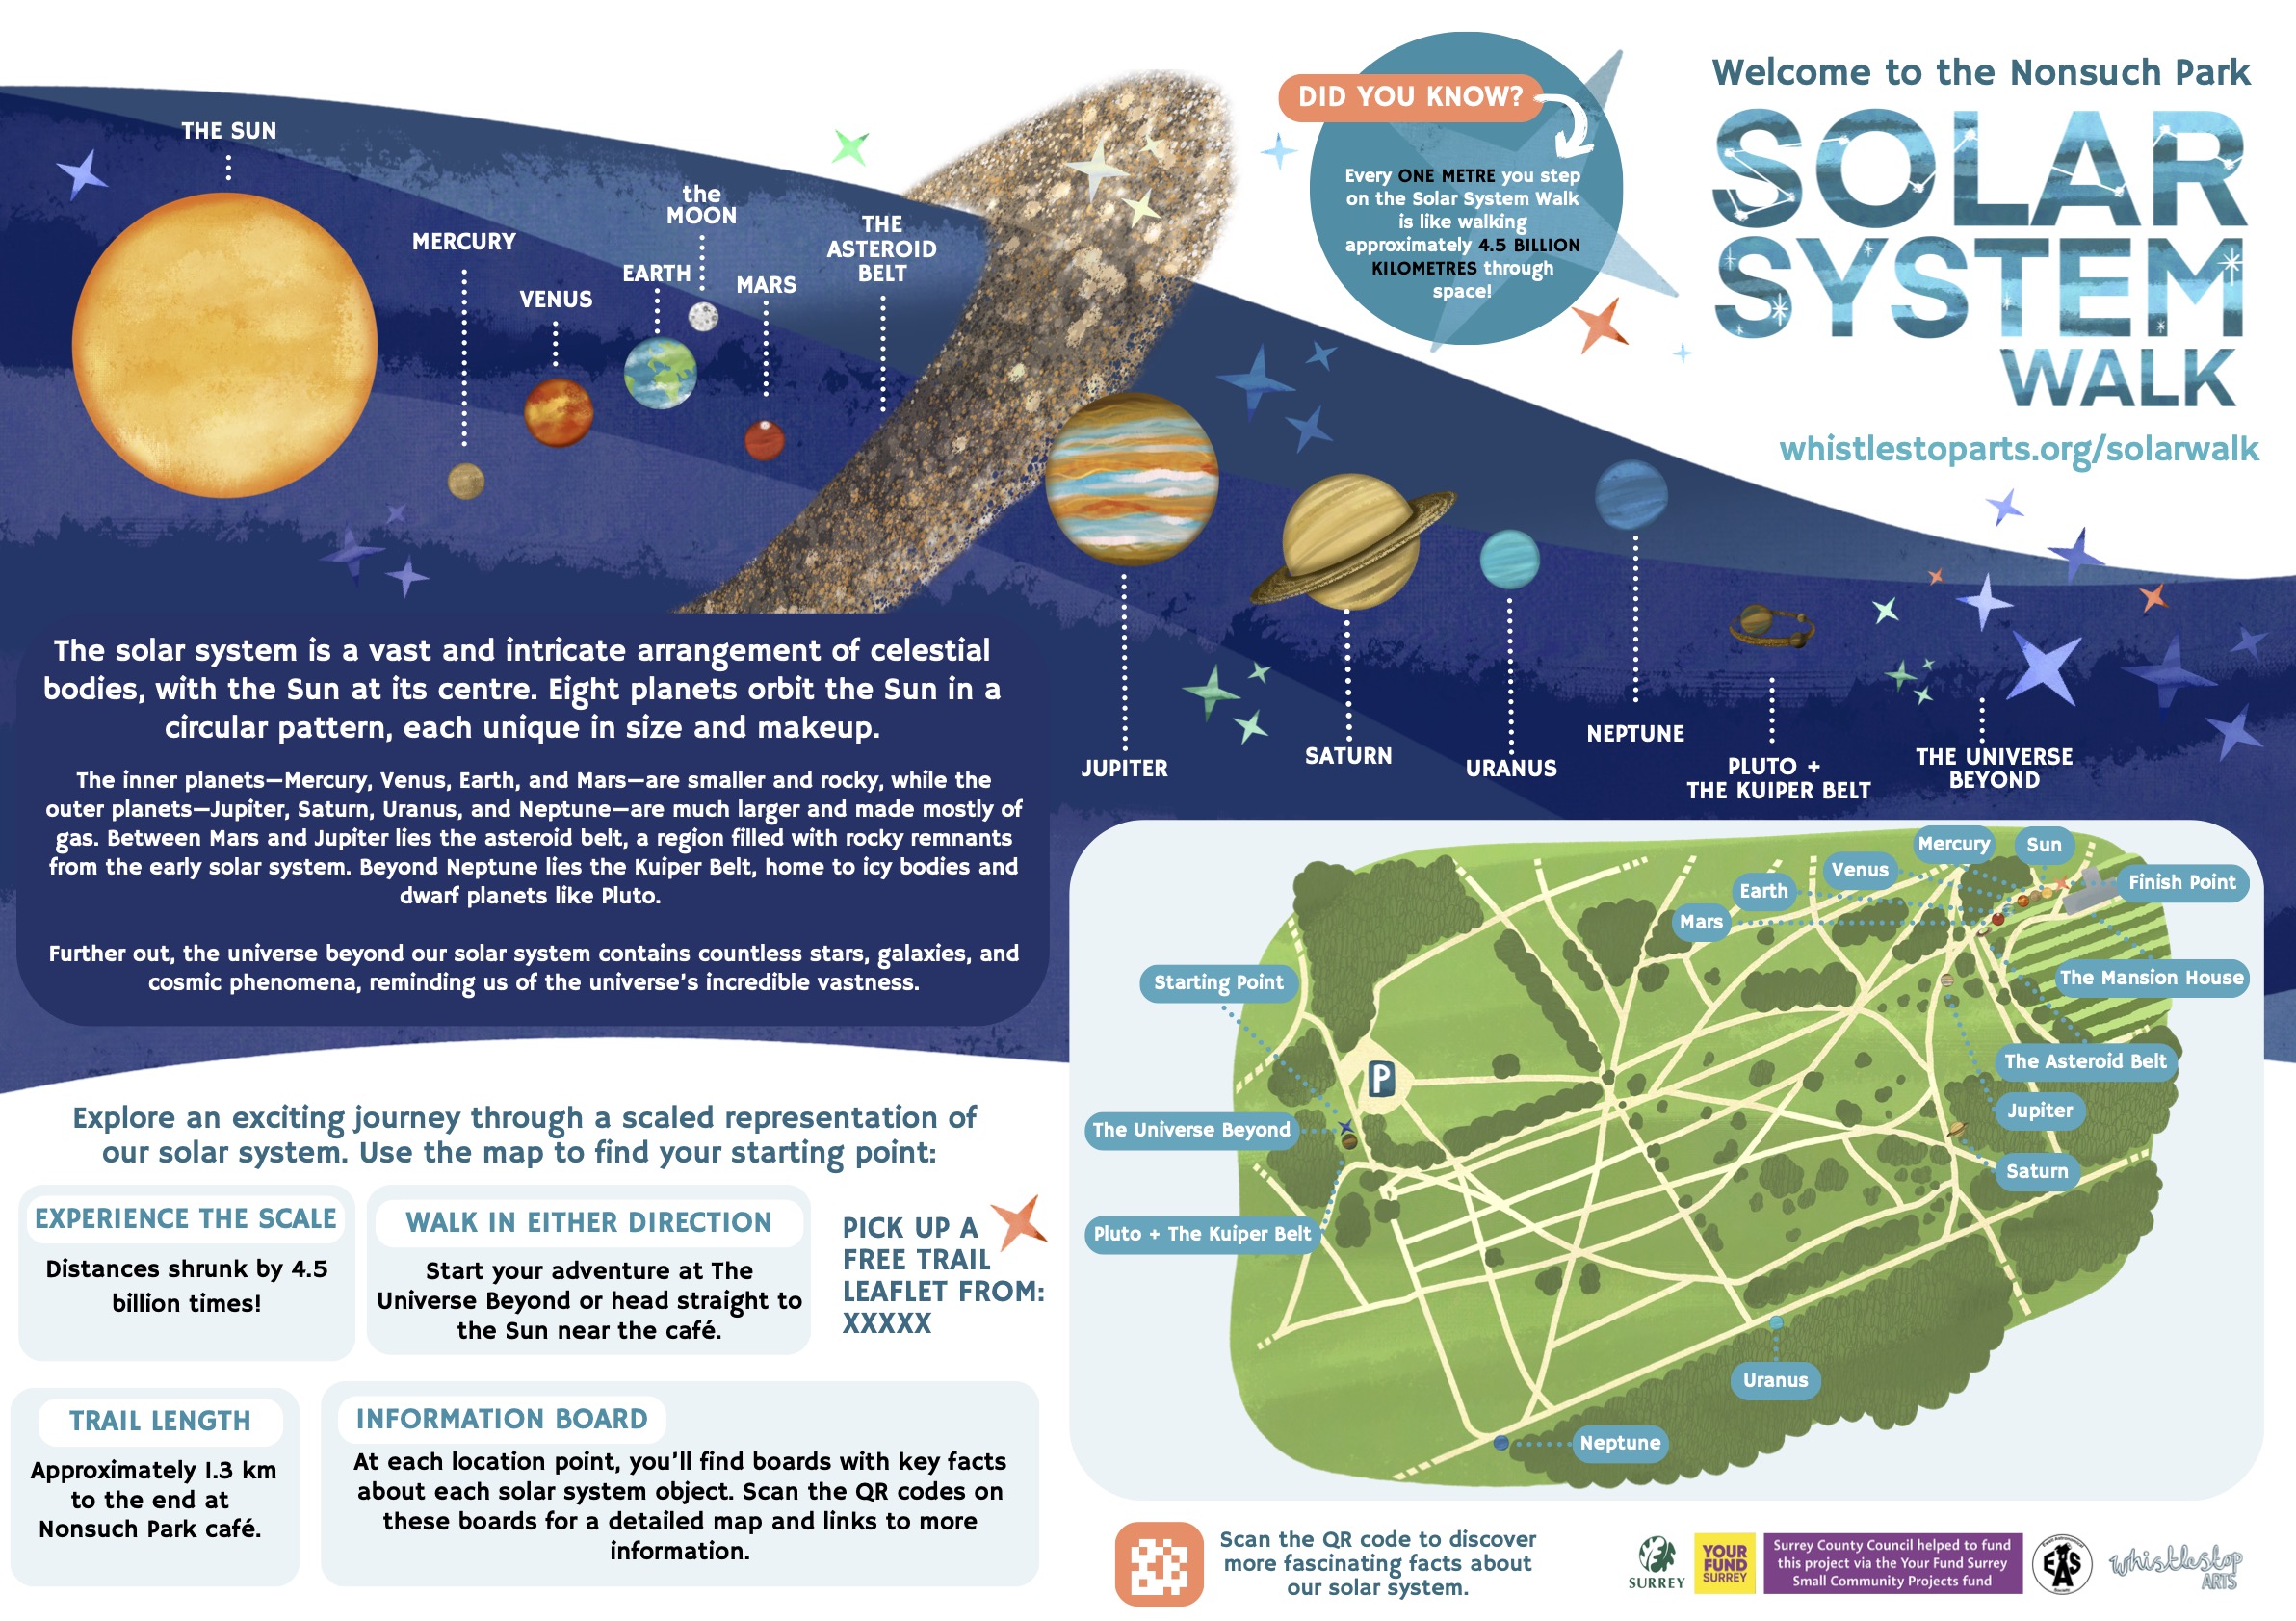 Welcome to the Nonsuch Park
SOLAR
SYSTEM
WALK
whistlestoparts.org/solarwalk
DID YOU KNOW?
Every ONE METRE you step
on the Solar System Walk
is like walking
approximately 4.5 BILLION
KILOMETRES through
space!
THE SUN
MERCURY
VENUS
EARTH
the
MOON
MARS
THE
ASTEROID
BELT
JUPITER
SATURN
URANUS
NEPTUNE
PLUTO +
THE KUIPER BELT
THE UNIVERSE
BEYOND
The solar system is a vast and intricate arrangement of celestial
bodies, with the Sun at its centre. Eight planets orbit the Sun in a
circular pattern, each unique in size and makeup.
The inner planets—Mercury, Venus, Earth, and Mars—are smaller and rocky, while the
outer planets—Jupiter, Saturn, Uranus, and Neptune—are much larger and made mostly of
gas. Between Mars and Jupiter lies the asteroid belt, a region filled with rocky remnants
from the early solar system. Beyond Neptune lies the Kuiper Belt, home to icy bodies and
dwarf planets like Pluto.
Further out, the universe beyond our solar system contains countless stars, galaxies, and
cosmic phenomena, reminding us of the universe's incredible vastness.
Explore an exciting journey through a scaled representation of
our solar system. Use the map to find your starting point:
EXPERIENCE THE SCALE
Distances shrunk by 4.5
billion times!
WALK IN EITHER DIRECTION
Start your adventure at The
Universe Beyond or head straight to
the Sun near the café.
PICK UP A
FREE TRAIL
LEAFLET FROM:
XXXXX
TRAIL LENGTH
Approximately 1.3 km
to the end at
Nonsuch Park café.
INFORMATION BOARD
At each location point, you'll find boards with key facts
about each solar system object. Scan the QR codes on
these boards for a detailed map and links to more
information.
Mercury
Sun
Venus
Finish Point
Earth
Mars
The Mansion House
Starting Point
P
The Asteroid Belt
Jupiter
The Universe Beyond
Saturn
Pluto + The Kuiper Belt
Uranus
Neptune
Scan the QR code to discover
more fascinating facts about
our solar system.
SURREY
YOUR
FUND
SURREY
Surrey County Council helped to fund
this project via the Your Fund Surrey
Small Community Projects fund
EAS
whistlestop
ARTS